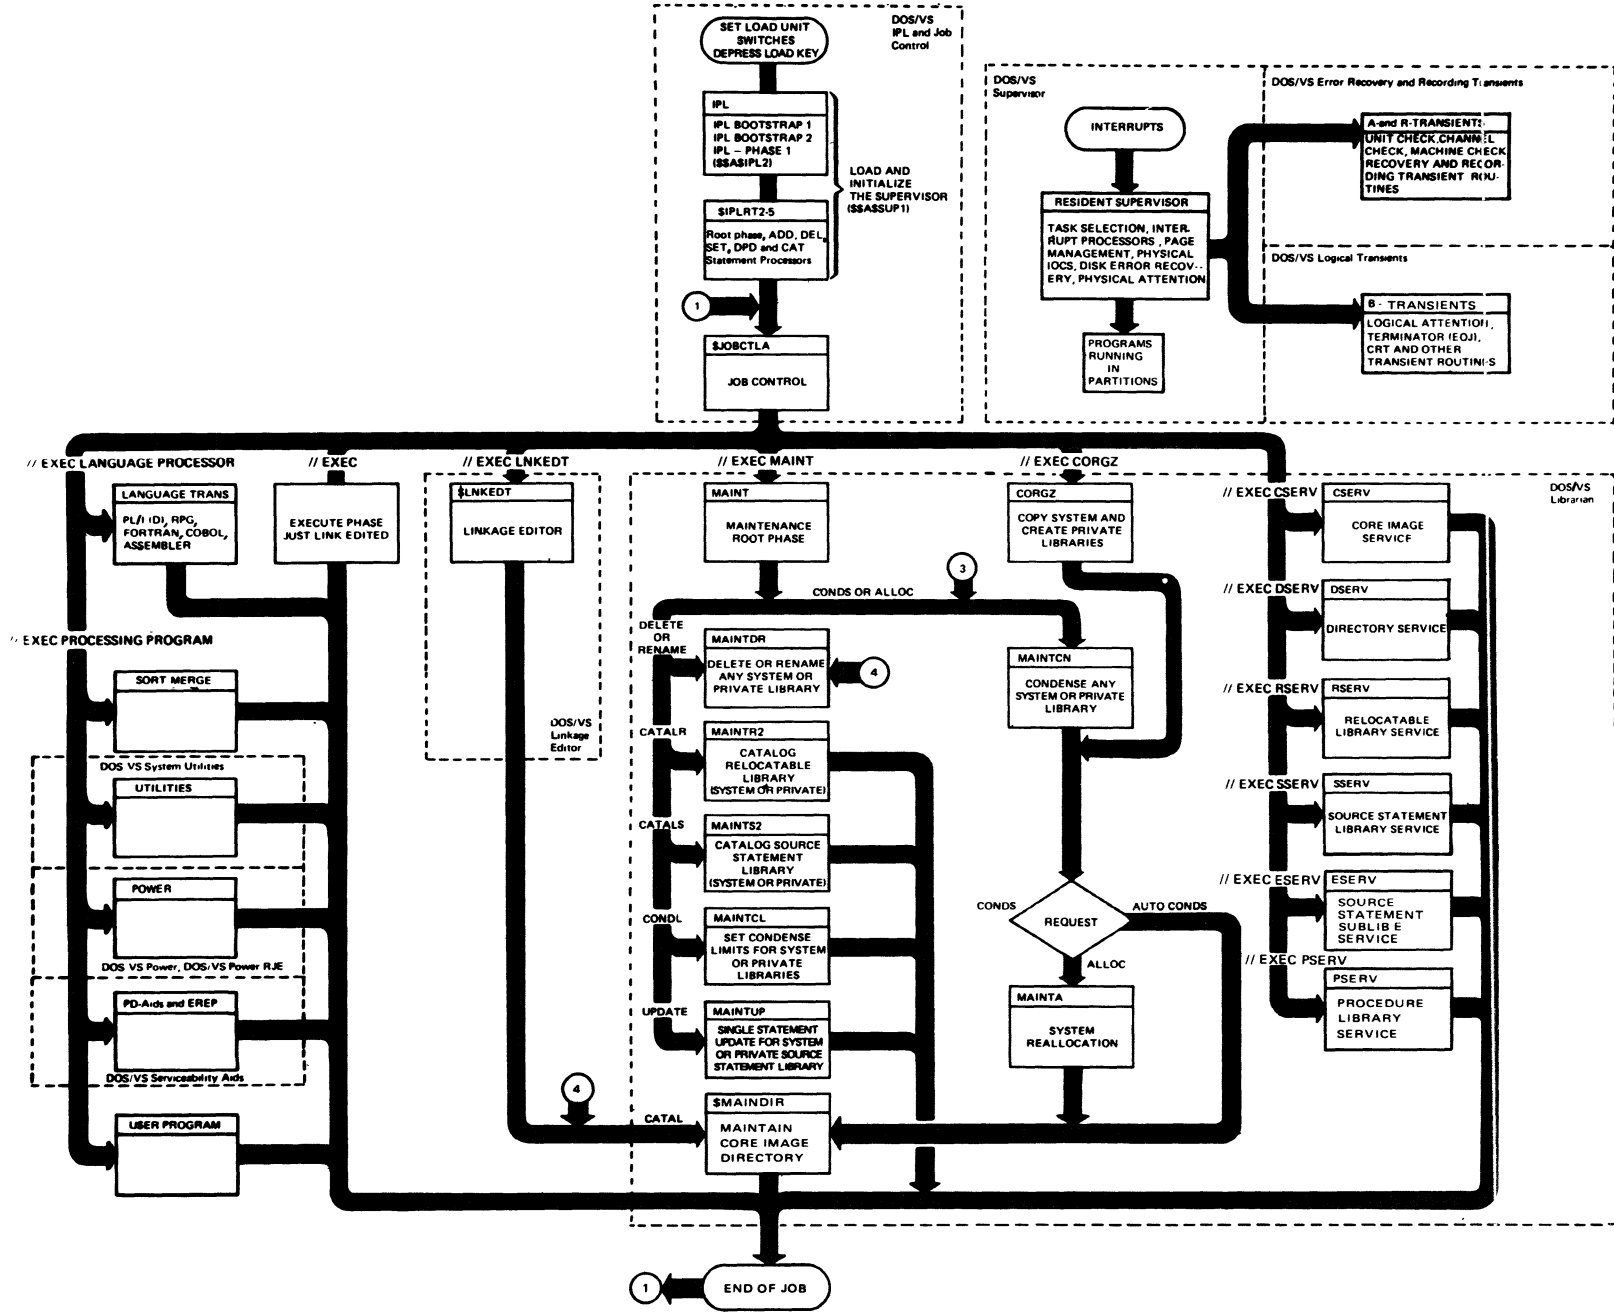 SET LOAD UNIT
SWITCHES
DEPRESS LOAD KEY
DOS/VS
IPL and Job
Control
IPL
IPL BOOTSTRAP 1
IPL BOOTSTRAP 2
IPL – PHASE 1
($$A$IPL2)
LOAD AND
INITIALIZE
THE SUPERVISOR
($$A$SUP1)
$IPLRT2-5
Root phase, ADD, DEL,
SET, DPD and CAT
Statement Processors
1
$JOBCTLA
JOB CONTROL
DOS/VS
Supervisor
INTERRUPTS
RESIDENT SUPERVISOR
TASK SELECTION, INTER-
RUPT PROCESSORS, PAGE
MANAGEMENT, PHYSICAL
IOCS, DISK ERROR RECOV-
ERY, PHYSICAL ATTENTION
PROGRAMS
RUNNING
IN
PARTITIONS
DOS/VS Error Recovery and Recording Transients
A-and R-TRANSIENTS
UNIT CHECK,CHANNEL
CHECK, MACHINE CHECK
RECOVERY AND RECOR-
DING TRANSIENT ROU-
TINES
DOS/VS Logical Transients
B - TRANSIENTS
LOGICAL ATTENTION,
TERMINATOR (EOJ),
CRT AND OTHER
TRANSIENT ROUTINES
// EXEC LANGUAGE PROCESSOR
LANGUAGE TRANS
PL/I (D), RPG,
FORTRAN, COBOL,
ASSEMBLER
// EXEC
EXECUTE PHASE
JUST LINK EDITED
// EXEC LNKEDT
$LNKEDT
LINKAGE EDITOR
DOS/VS
Linkage
Editor
// EXEC MAINT
MAINT
MAINTENANCE
ROOT PHASE
// EXEC CORGZ
CORGZ
COPY SYSTEM AND
CREATE PRIVATE
LIBRARIES
DOS/VS
Librarian
// EXEC CSERV
CSERV
CORE IMAGE
SERVICE
// EXEC DSERV
DSERV
DIRECTORY SERVICE
// EXEC RSERV
RSERV
RELOCATABLE
LIBRARY SERVICE
// EXEC SSERV
SSERV
SOURCE STATEMENT
LIBRARY SERVICE
// EXEC ESERV
ESERV
SOURCE
STATEMENT
SUBLIB E
SERVICE
// EXEC PSERV
PSERV
PROCEDURE
LIBRARY
SERVICE
// EXEC PROCESSING PROGRAM
SORT MERGE
DOS VS System Utilities
UTILITIES
POWER
DOS VS Power, DOS/VS Power RJE
PD-Aids and EREP
DOS/VS Serviceability Aids
USER PROGRAM
CONDS OR ALLOC
3
DELETE
OR
RENAME
MAINTDR
DELETE OR RENAME
ANY SYSTEM OR
PRIVATE LIBRARY
4
CATALR
MAINTR2
CATALOG
RELOCATABLE
LIBRARY
(SYSTEM OR PRIVATE)
CATALS
MAINTS2
CATALOG SOURCE
STATEMENT
LIBRARY
(SYSTEM OR PRIVATE)
CONDL
MAINTCL
SET CONDENSE
LIMITS FOR SYSTEM
OR PRIVATE
LIBRARIES
UPDATE
MAINTUP
SINGLE STATEMENT
UPDATE FOR SYSTEM
OR PRIVATE SOURCE
STATEMENT LIBRARY
MAINTCN
CONDENSE ANY
SYSTEM OR PRIVATE
LIBRARY
CONDS
REQUEST
AUTO CONDS
ALLOC
MAINTA
SYSTEM
REALLOCATION
4
CATAL
$MAINDIR
MAINTAIN
CORE IMAGE
DIRECTORY
1
END OF JOB